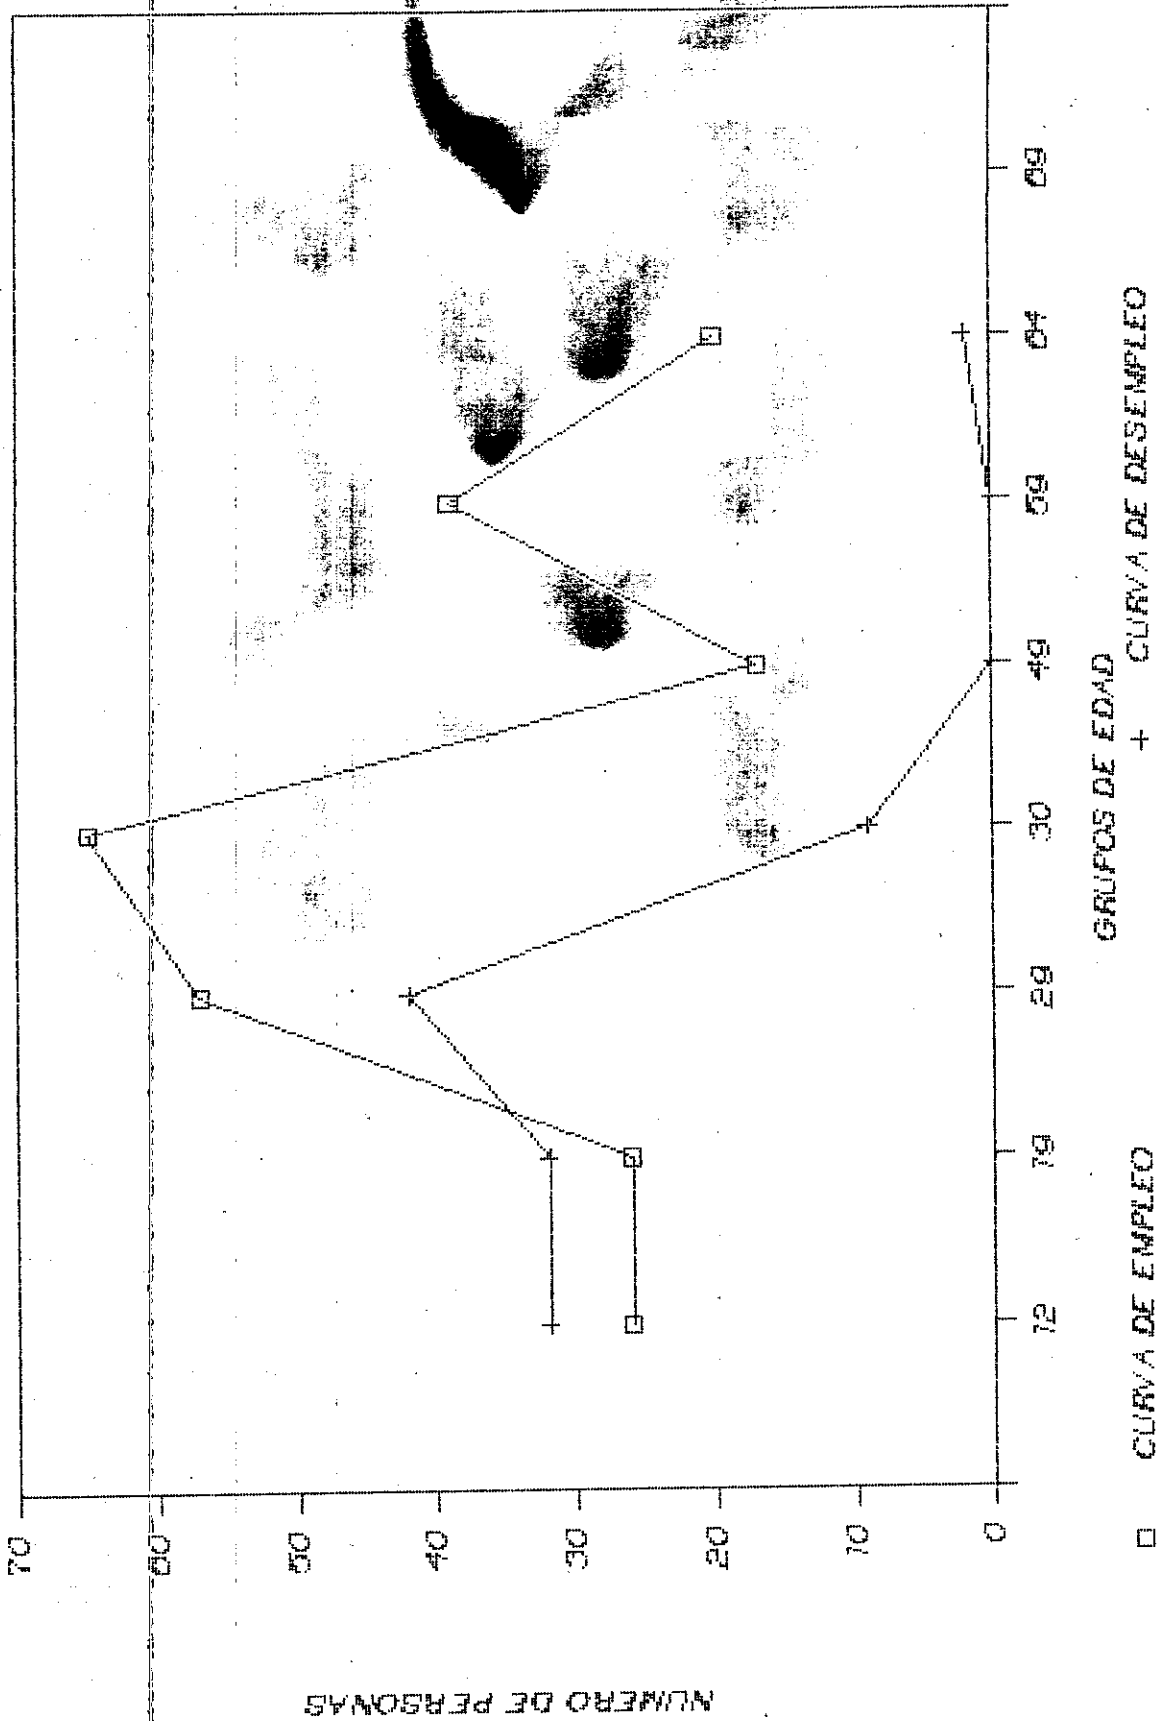 NUMERO DE PERSONAS
70
60
50
40
30
20
10
0
12 19 29 30 49 59 64 69
GRUPOS DE EDAD
□ CURVA DE EMPLEO + CURVA DE DESEMPLEO